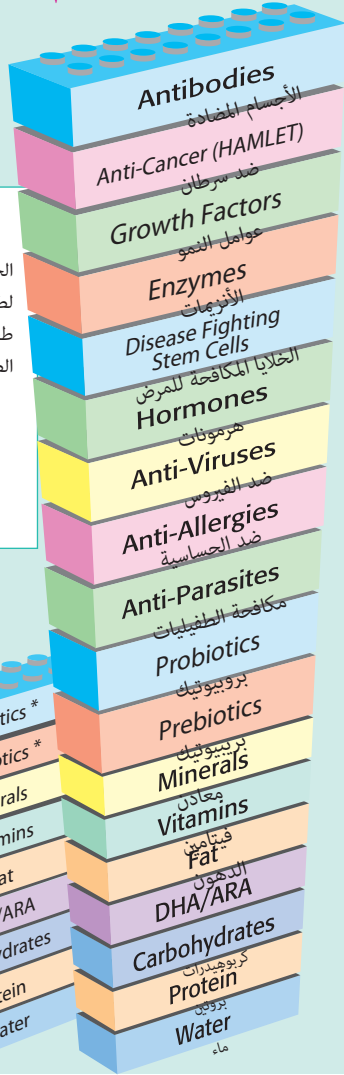 Antibodies
الأجسام المضادة
Anti-Cancer (HAMLET)
ضد سرطان
Growth Factors
عوامل النمو
Enzymes
الأنزيمات
Disease Fighting
Stem Cells
الخلايا المكافحة للمرض
Hormones
هرمونات
Anti-Viruses
ضد الفيروس
Anti-Allergies
ضد الحساسية
Anti-Parasites
مكافحة الطفيليات
Probiotics
بروبيوتيك
Prebiotics
بريبيوتيك
Minerals
معادن
Vitamins
فيتامين
Fat
الدهون
DHA/ARA
Carbohydrates
كربوهيدرات
Protein
بروتين
Water
ماء
tics *
otics *
rals
mins
at
/ARA
ydrates
tein
ater